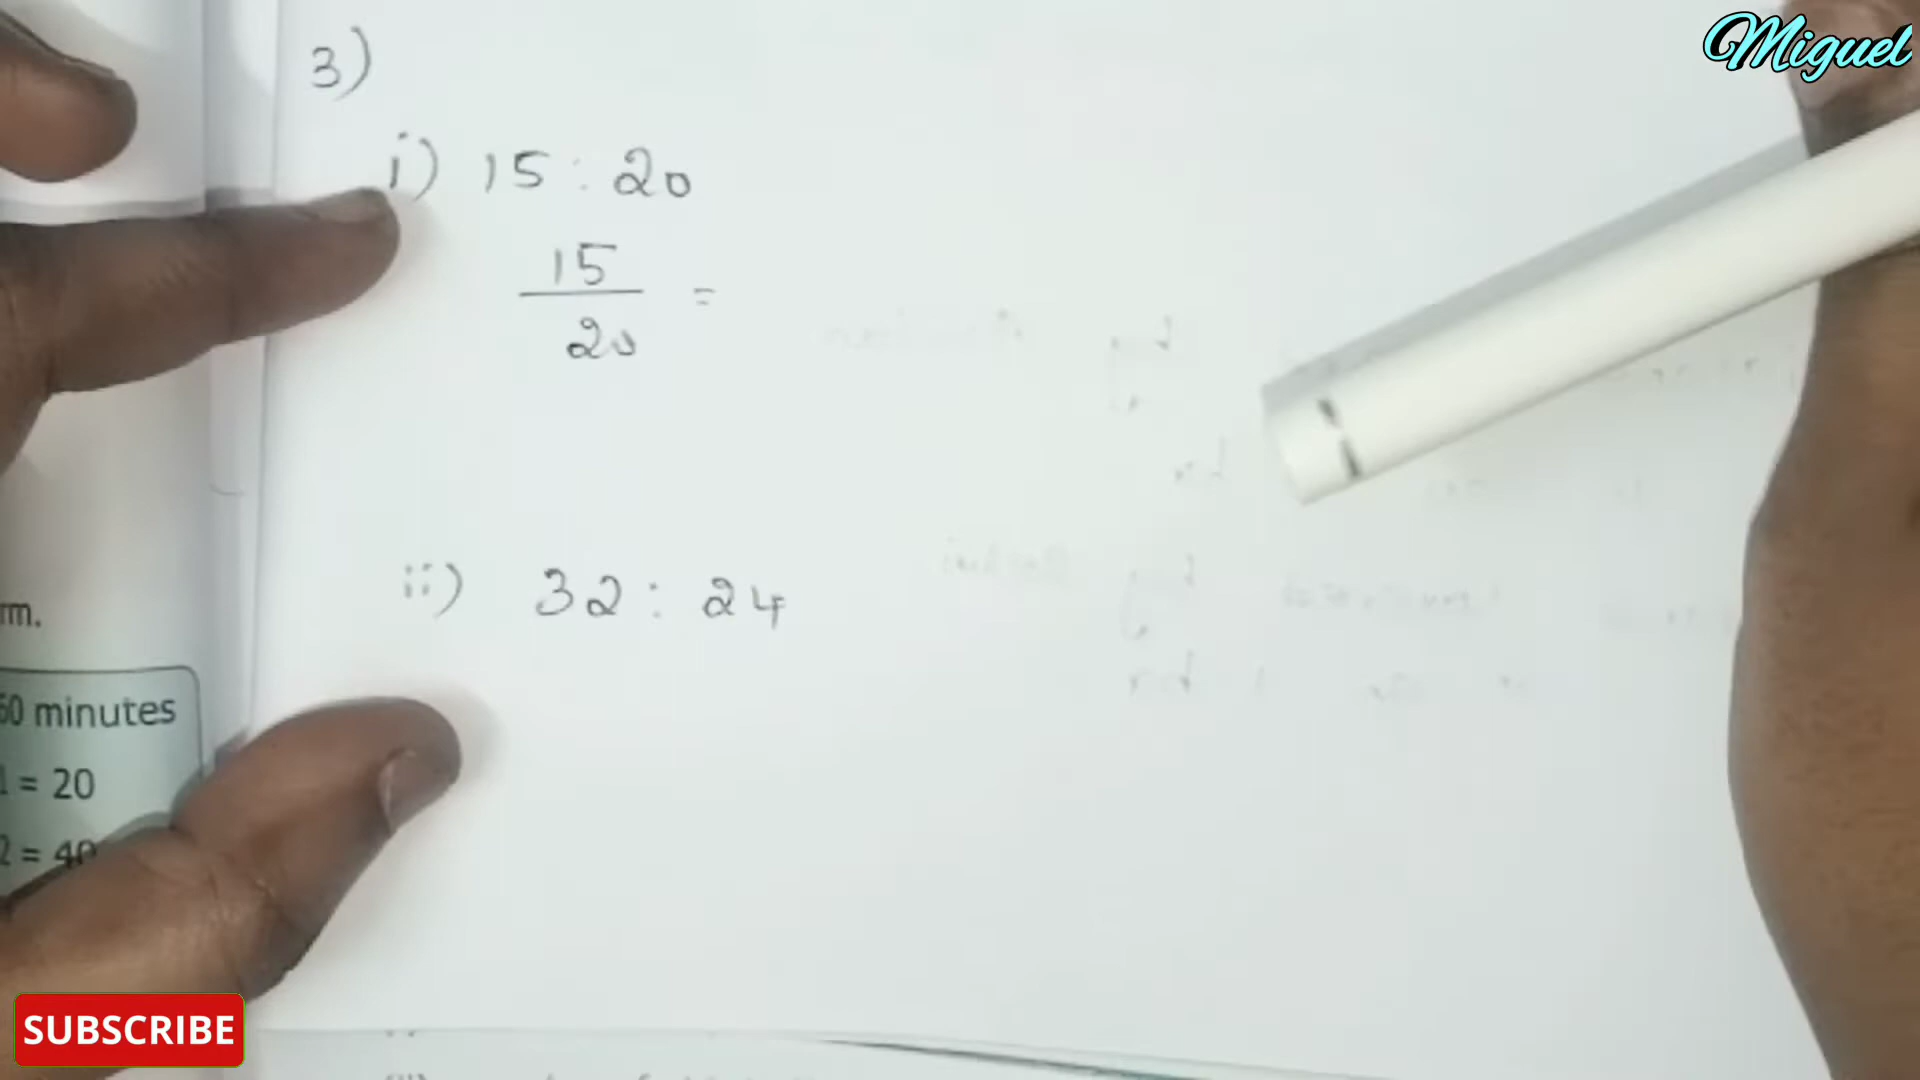 Miguel
3)
i) 15 : 20
15
20 =
ii) 32 : 24
rm.
60 minutes
1 = 20
2 = 40
SUBSCRIBE